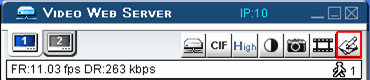 VIDEO WEB SERVER IP:10
1 2 CIF High
FR:11.03 fps DR:263 kbps 1